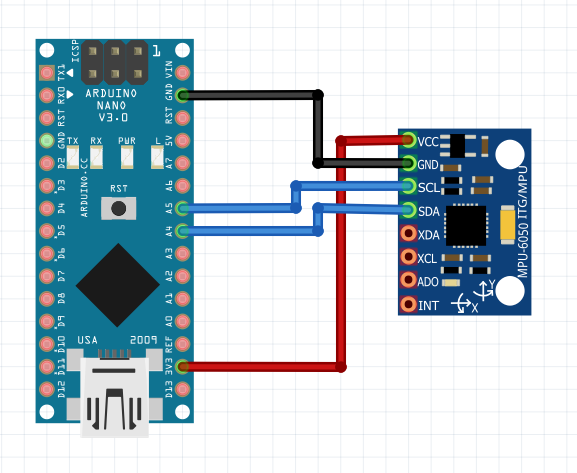 ICSP
1
TX1
RX0
RST
GND
D2
D3
D4
D5
D6
D7
D8
D9
D10
D11
D12
ARDUINO
NANO
V3.0
TX RX PWR L
ARDUINO.CC
RST
USA 2009
VIN
GND
RST
5V
A7
A6
A5
A4
A3
A2
A1
A0
REF
3V3
D13
VCC
GND
SCL
SDA
XDA
XCL
ADO
INT
MPU-6050 ITG/MPU
Y
X